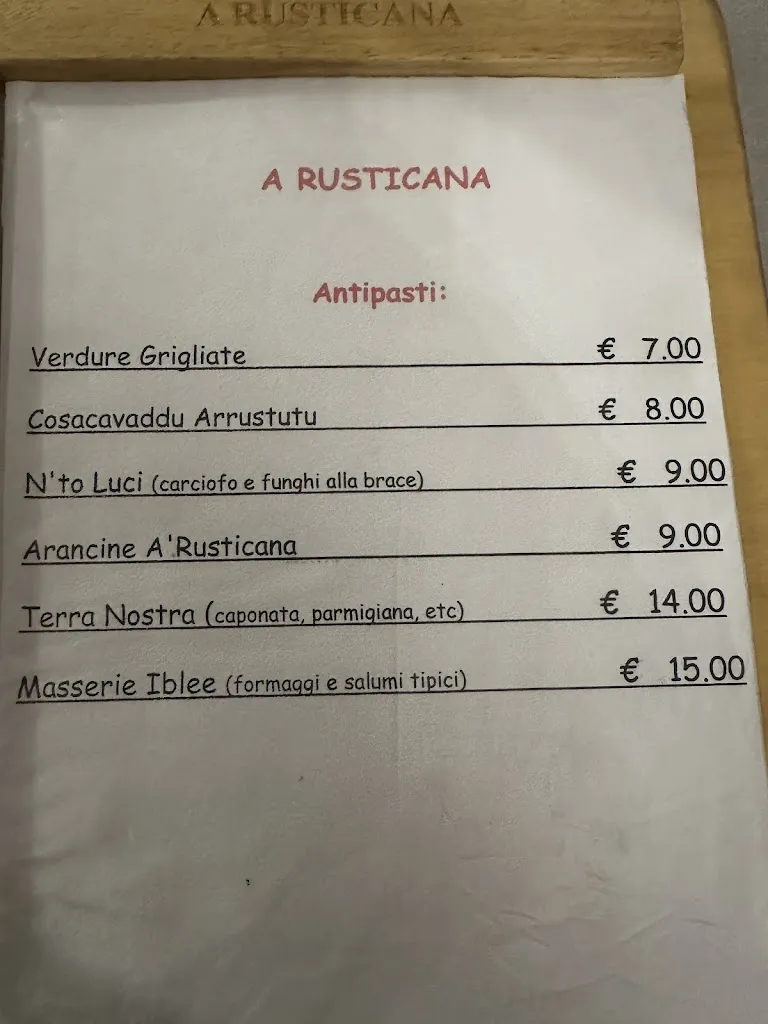 A RUSTICANA
A RUSTICANA
Antipasti:
Verdure Grigliate € 7.00
Cosacavaddu Arrustutu € 8.00
N'to Luci (carciofo e funghi alla brace) € 9.00
Arancine A'Rusticana € 9.00
Terra Nostra (caponata, parmigiana, etc) € 14.00
Masserie Iblee (formaggi e salumi tipici) € 15.00